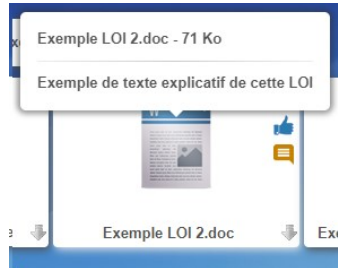 Exemple LOI 2.doc - 71 Ko
Exemple de texte explicatif de cette LOI
W
Exemple LOI 2.doc